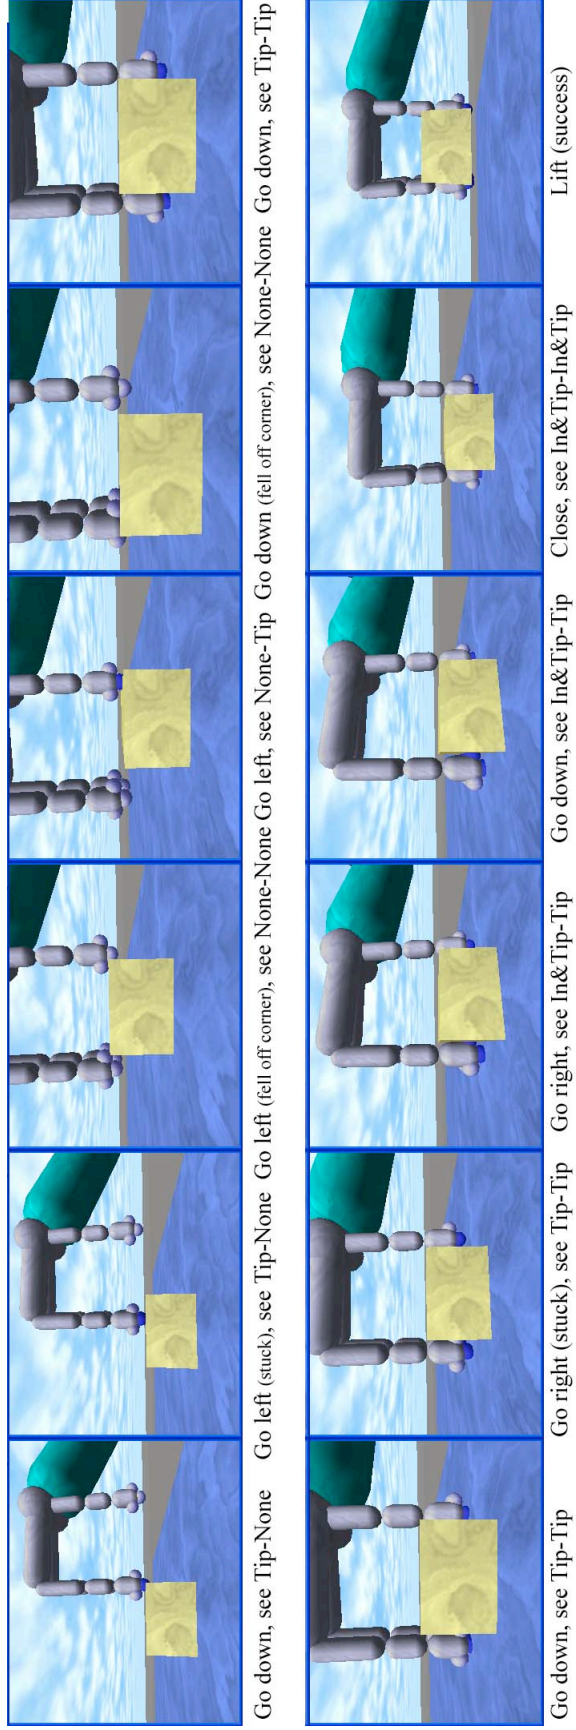 Go down, see Tip-None
Go left (stuck), see Tip-None
Go left (fell off corner), see None-None
Go left, see None-Tip
Go down (fell off corner), see None-None
Go down, see Tip-Tip
Go down, see Tip-Tip
Go right (stuck), see Tip-Tip
Go right, see In&Tip-Tip
Go down, see In&Tip-Tip
Close, see In&Tip-In&Tip
Lift (success)